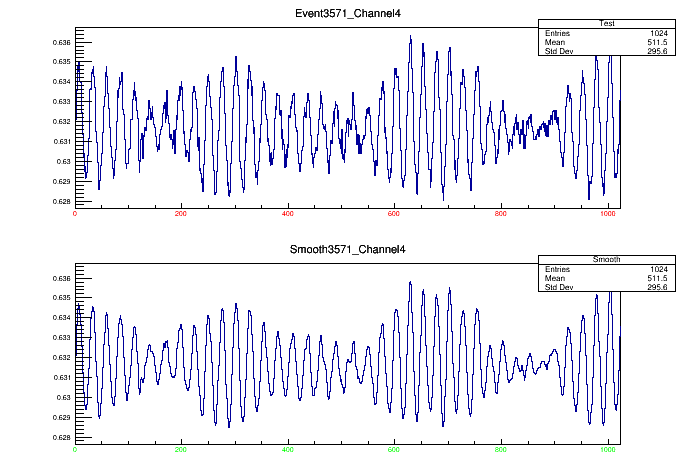 Event3571_Channel4
Test
Entries 1024
Mean 511.5
Std Dev 295.6
0.636
0.635
0.634
0.633
0.632
0.631
0.63
0.629
0.628
0 200 400 600 800 1000
Smooth3571_Channel4
Smooth
Entries 1024
Mean 511.5
Std Dev 295.6
0.636
0.635
0.634
0.633
0.632
0.631
0.63
0.629
0.628
0 200 400 600 800 1000